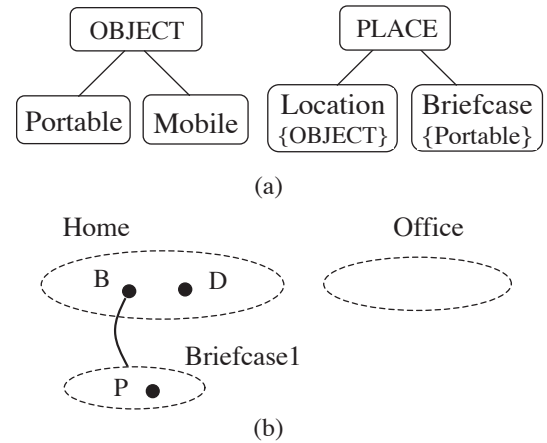 OBJECT
PLACE
Portable
Mobile
Location
{OBJECT}
Briefcase
{Portable}
(a)
Home
Office
B
D
Briefcase1
P
(b)